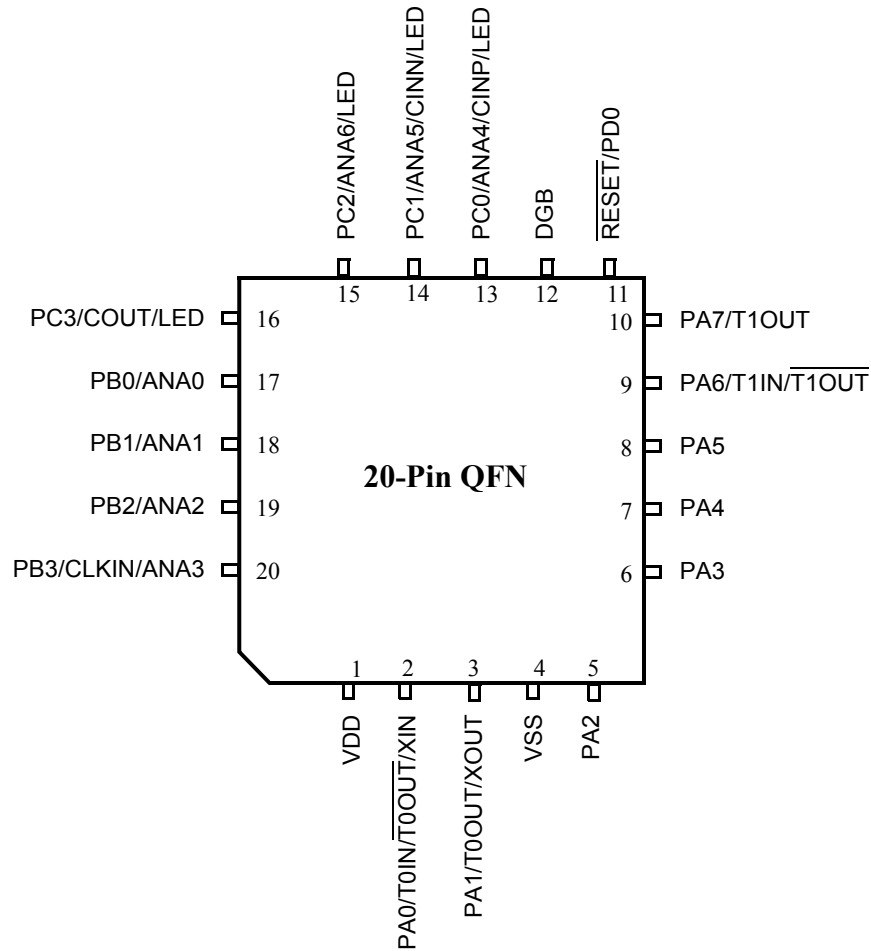 PC2/ANA6/LED
PC1/ANA5/CINN/LED
PC0/ANA4/CINP/LED
DGB
RESET/PD0
15
14
13
12
11
PC3/COUT/LED
16
10
PA7/T1OUT
PB0/ANA0
17
9
PA6/T1IN/T1OUT
PB1/ANA1
18
8
PA5
20-Pin QFN
PB2/ANA2
19
7
PA4
PB3/CLKIN/ANA3
20
6
PA3
1
2
3
4
5
VDD
PA0/T0IN/T0OUT/XIN
PA1/T0OUT/XOUT
VSS
PA2